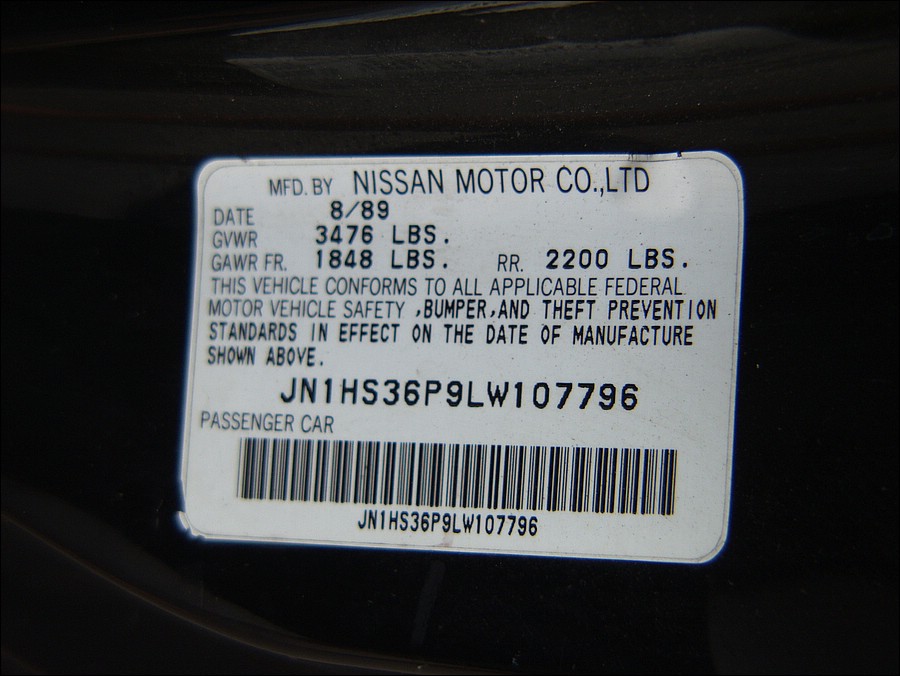 MFD. BY NISSAN MOTOR CO.,LTD
DATE 8/89
GVWR 3476 LBS.
GAWR FR. 1848 LBS. RR. 2200 LBS.
THIS VEHICLE CONFORMS TO ALL APPLICABLE FEDERAL
MOTOR VEHICLE SAFETY ,BUMPER,AND THEFT PREVENTION
STANDARDS IN EFFECT ON THE DATE OF MANUFACTURE
SHOWN ABOVE.
JN1HS36P9LW107796
PASSENGER CAR
JN1HS36P9LW107796